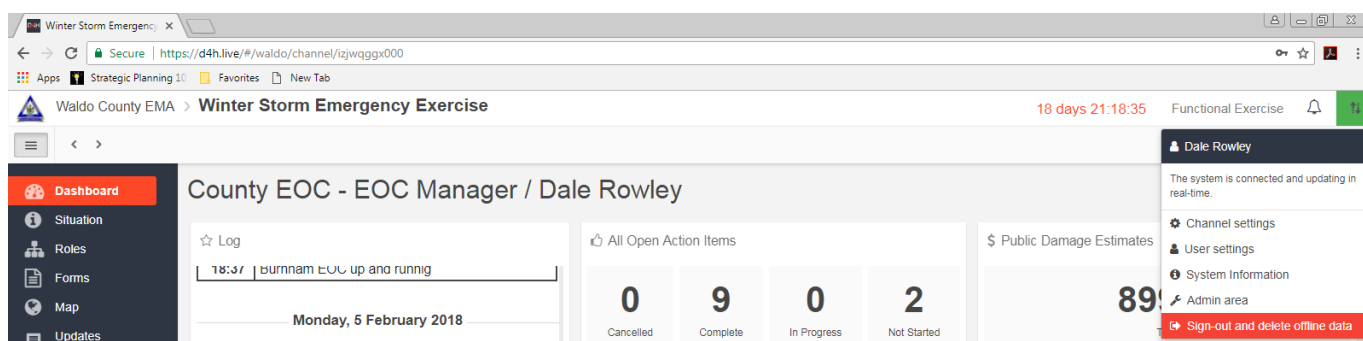 Winter Storm Emergency
Secure | https://d4h.live/#/waldo/channel/izjwqggx000
Apps Strategic Planning 10 Favorites New Tab
Waldo County EMA > Winter Storm Emergency Exercise 18 days 21:18:35 Functional Exercise
Dale Rowley
The system is connected and updating in
real-time.
Channel settings
User settings
System Information
Admin area
Sign-out and delete offline data
Dashboard
Situation
Roles
Forms
Map
Updates
County EOC - EOC Manager / Dale Rowley
Log
18:37 Burnham EOC up and runnig
Monday, 5 February 2018
All Open Action Items
0 9 0 2
Cancelled Complete In Progress Not Started
$ Public Damage Estimates
899